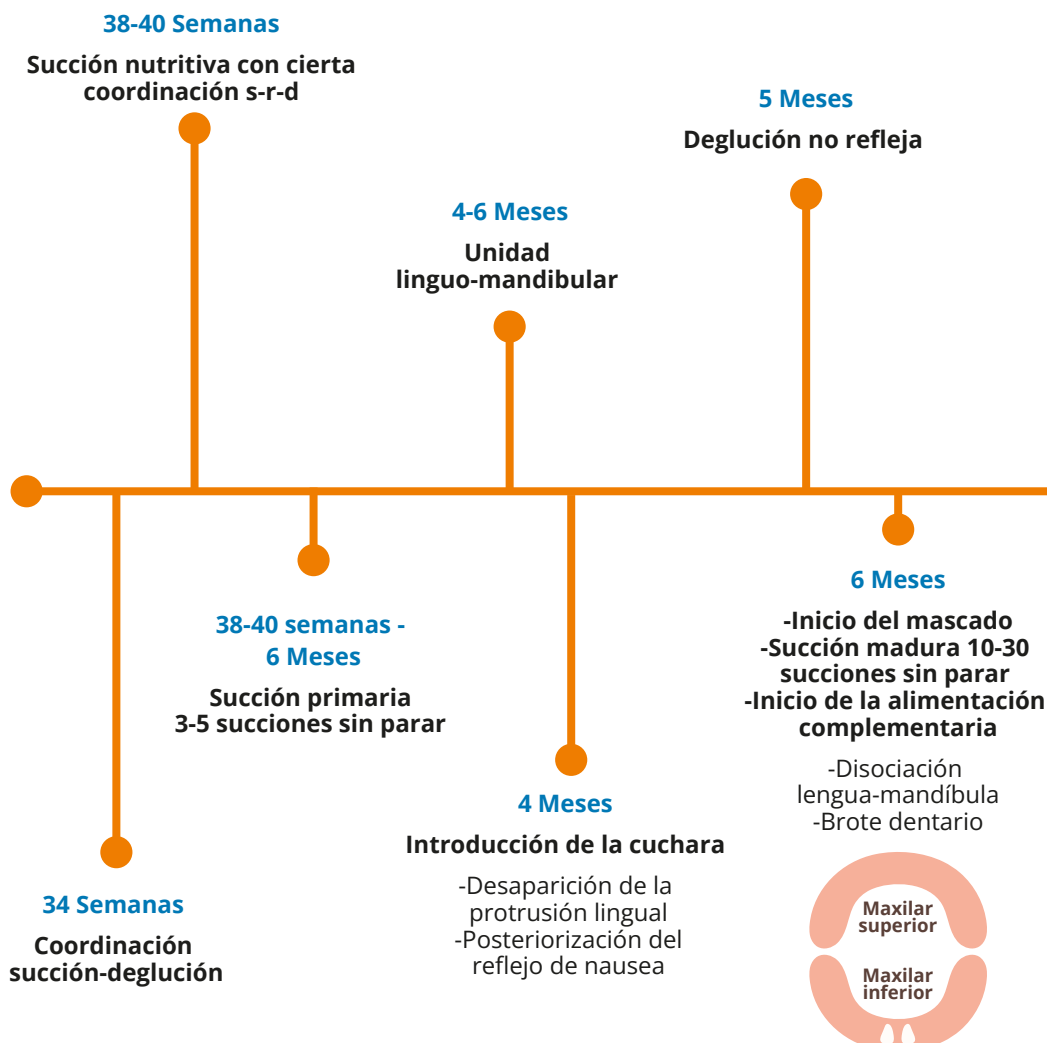 38-40 Semanas
Succión nutritiva con cierta
coordinación s-r-d
5 Meses
Deglución no refleja
4-6 Meses
Unidad
linguo-mandibular
38-40 semanas -
6 Meses
Succión primaria
3-5 succiones sin parar
6 Meses
-Inicio del mascado
-Succión madura 10-30
succiones sin parar
-Inicio de la alimentación
complementaria
-Disociación
lengua-mandíbula
-Brote dentario
4 Meses
Introducción de la cuchara
-Desaparición de la
protrusión lingual
-Posteriorización del
reflejo de nausea
34 Semanas
Coordinación
succión-deglución
Maxilar
superior
Maxilar
inferior